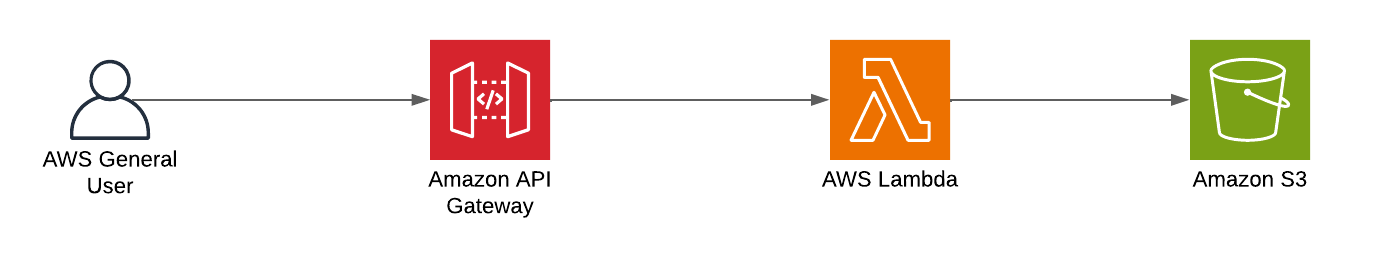 AWS General
User
Amazon API
Gateway
</>
AWS Lambda
Amazon S3